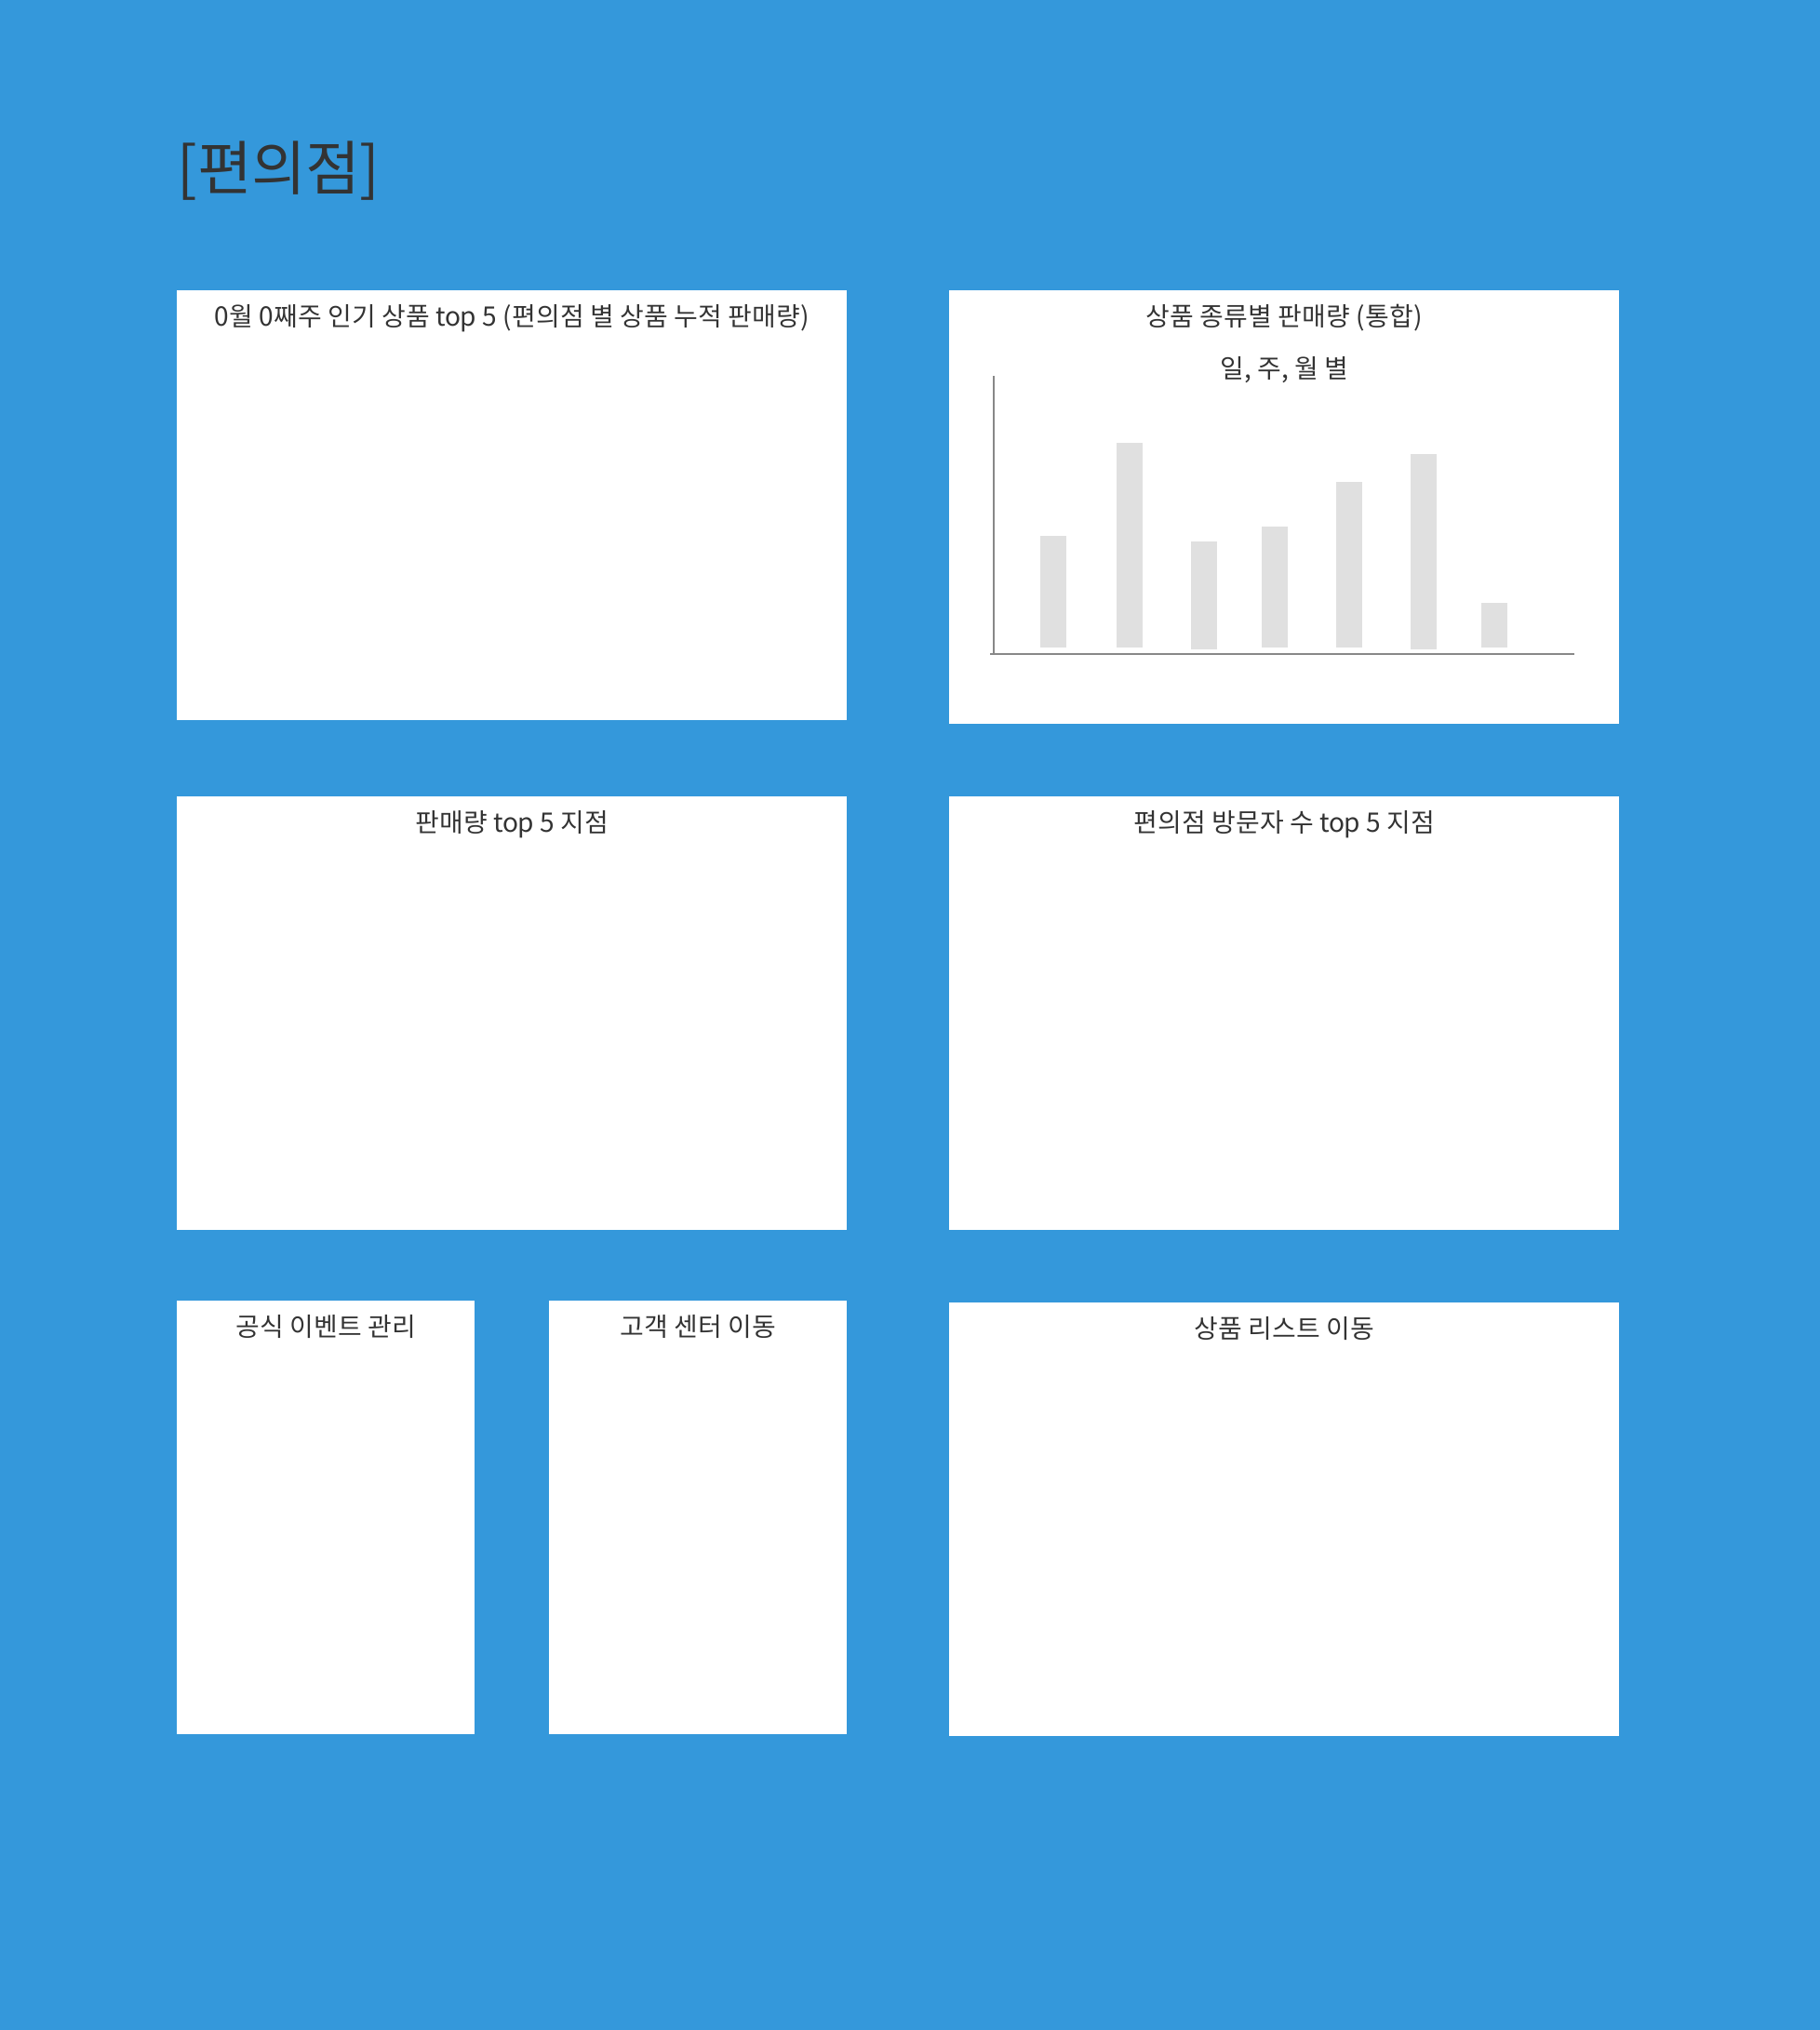 [편의점]
0월 0째주 인기 상품 top 5 (편의점 별 상품 누적 판매량)
상품 종류별 판매량 (통합)
일, 주, 월 별
판매량 top 5 지점
편의점 방문자 수 top 5 지점
공식 이벤트 관리
고객 센터 이동
상품 리스트 이동